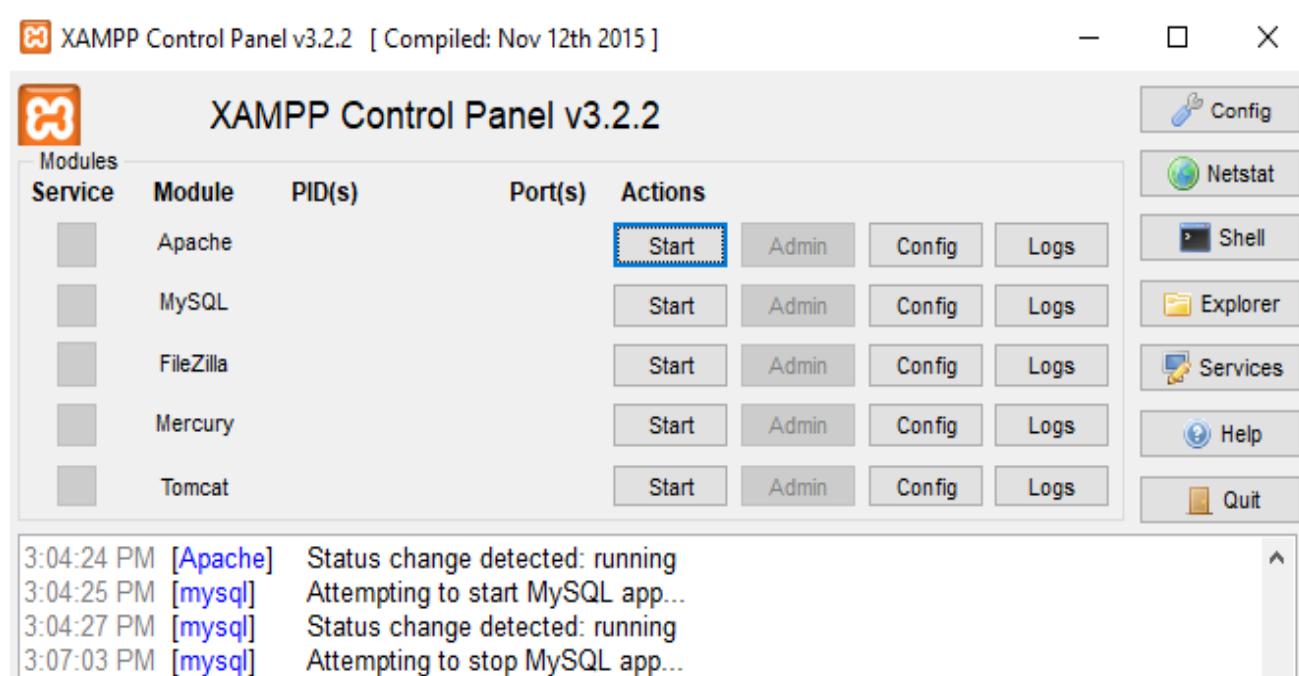 XAMPP Control Panel v3.2.2 [ Compiled: Nov 12th 2015 ]
XAMPP Control Panel v3.2.2
Config
Modules
Service Module PID(s) Port(s) Actions
Netstat
Apache Start Admin Config Logs
Shell
MySQL Start Admin Config Logs
Explorer
FileZilla Start Admin Config Logs
Services
Mercury Start Admin Config Logs
Help
Tomcat Start Admin Config Logs
Quit
3:04:24 PM [Apache] Status change detected: running
3:04:25 PM [mysql] Attempting to start MySQL app...
3:04:27 PM [mysql] Status change detected: running
3:07:03 PM [mysql] Attempting to stop MySQL app...